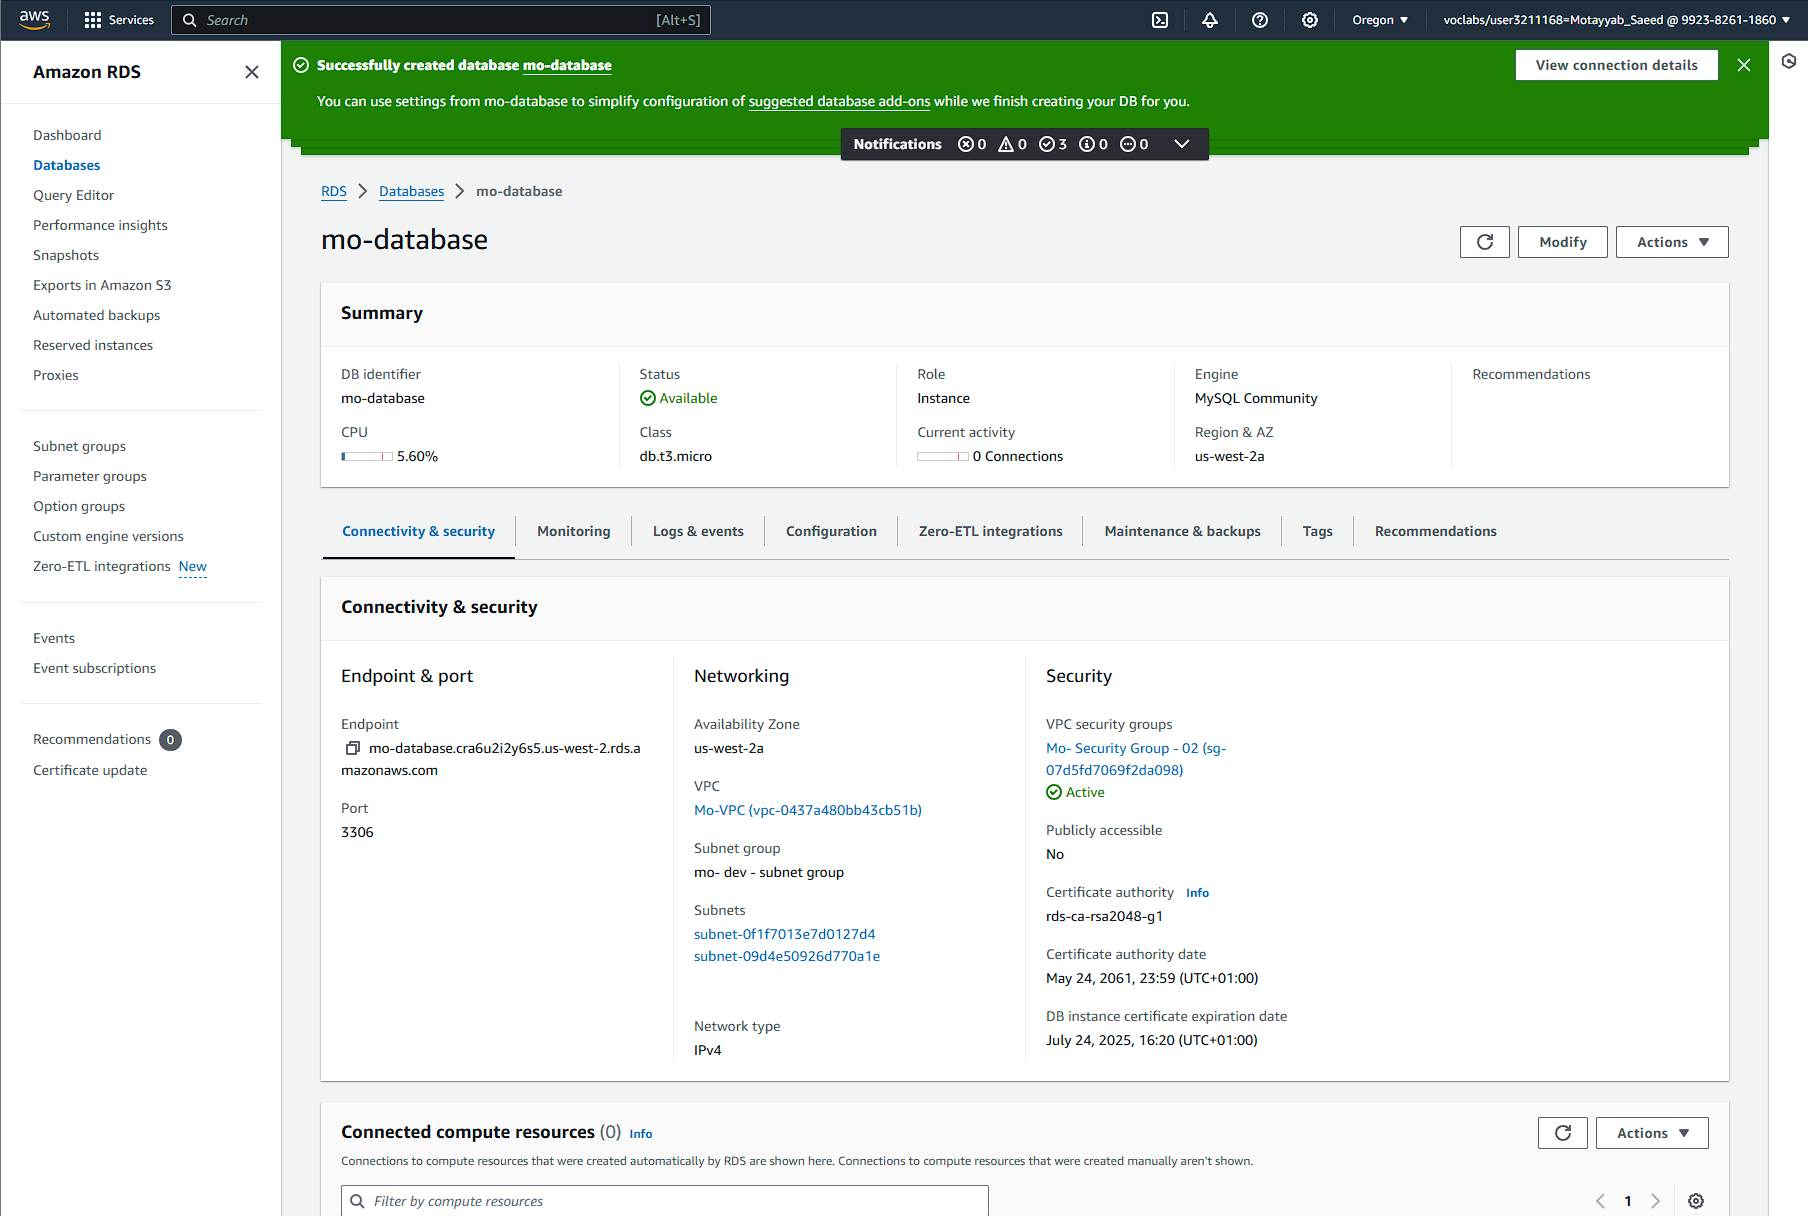 aws
Services
Search
[Alt+S]
Oregon ▼
voclabs/user3211168=Motayyab_Saeed @ 9923-8261-1860 ▼
Amazon RDS
Dashboard
Databases
Query Editor
Performance insights
Snapshots
Exports in Amazon S3
Automated backups
Reserved instances
Proxies
Subnet groups
Parameter groups
Option groups
Custom engine versions
Zero-ETL integrations New
Events
Event subscriptions
Recommendations 0
Certificate update
Successfully created database mo-database
View connection details
You can use settings from mo-database to simplify configuration of suggested database add-ons while we finish creating your DB for you.
Notifications 0 0 3 0 0
RDS > Databases > mo-database
mo-database
Modify
Actions ▼
Summary
DB identifier
mo-database
CPU
5.60%
Status
Available
Class
db.t3.micro
Role
Instance
Current activity
0 Connections
Engine
MySQL Community
Region & AZ
us-west-2a
Recommendations
Connectivity & security
Monitoring
Logs & events
Configuration
Zero-ETL integrations
Maintenance & backups
Tags
Recommendations
Connectivity & security
Endpoint & port
Endpoint
mo-database.cra6u2i2y6s5.us-west-2.rds.a
mazonaws.com
Port
3306
Networking
Availability Zone
us-west-2a
VPC
Mo-VPC (vpc-0437a480bb43cb51b)
Subnet group
mo- dev - subnet group
Subnets
subnet-0f1f7013e7d0127d4
subnet-09d4e50926d770a1e
Network type
IPv4
Security
VPC security groups
Mo- Security Group - 02 (sg-
07d5fd7069f2da098)
Active
Publicly accessible
No
Certificate authority Info
rds-ca-rsa2048-g1
Certificate authority date
May 24, 2061, 23:59 (UTC+01:00)
DB instance certificate expiration date
July 24, 2025, 16:20 (UTC+01:00)
Connected compute resources (0) Info
Actions ▼
Connections to compute resources that were created automatically by RDS are shown here. Connections to compute resources that were created manually aren't shown.
Filter by compute resources
< 1 >